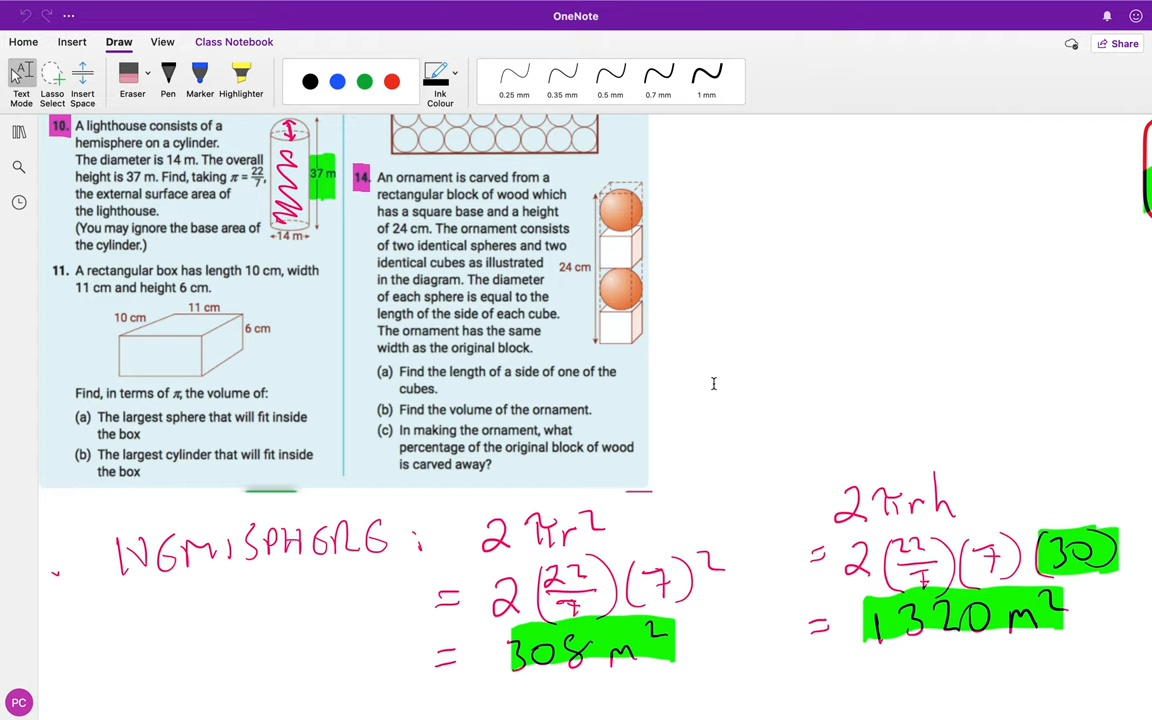 OneNote
Home Insert Draw View Class Notebook
Share
Text Mode
Lasso Select
Insert Space
Eraser
Pen
Marker
Highlighter
Ink Colour
0.25 mm 0.35 mm 0.5 mm 0.7 mm 1 mm
10. A lighthouse consists of a
hemisphere on a cylinder.
The diameter is 14 m. The overall
height is 37 m. Find, taking π = 22/7,
the external surface area of
the lighthouse.
(You may ignore the base area of
the cylinder.)
37 m
14 m
11. A rectangular box has length 10 cm, width
11 cm and height 6 cm.
11 cm
10 cm
6 cm
Find, in terms of π, the volume of:
(a) The largest sphere that will fit inside
the box
(b) The largest cylinder that will fit inside
the box
14. An ornament is carved from a
rectangular block of wood which
has a square base and a height
of 24 cm. The ornament consists
of two identical spheres and two
identical cubes as illustrated
in the diagram. The diameter
of each sphere is equal to the
length of the side of each cube.
The ornament has the same
width as the original block.
24 cm
(a) Find the length of a side of one of the
cubes.
(b) Find the volume of the ornament.
(c) In making the ornament, what
percentage of the original block of wood
is carved away?
HEMISPHERE : 2πr²
= 2(22/7)(7)²
= 308 m²
2πrh
= 2(22/7)(7)(30)
= 1320 m²
PC